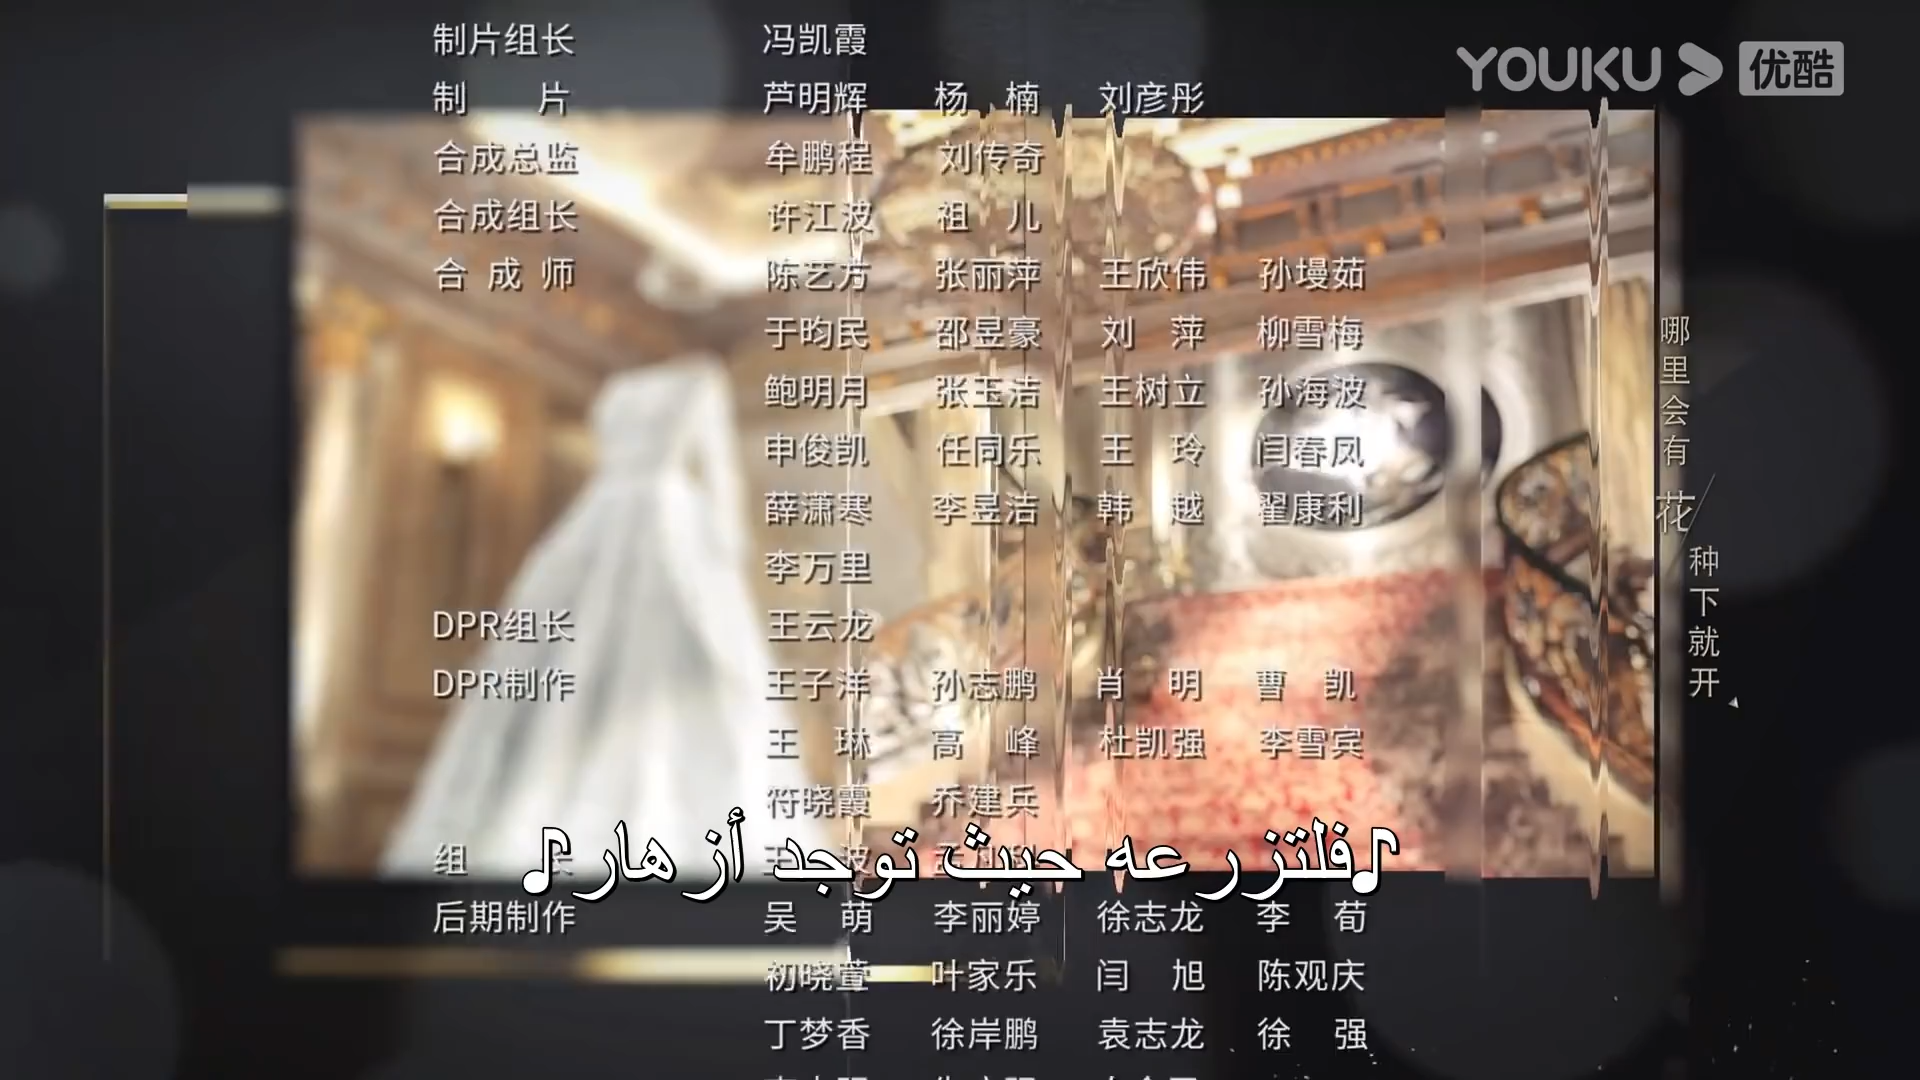 制片组长 冯凯霞
YOUKU 优酷
制 片 芦明辉 杨 楠 刘彦彤
合成总监 牟鹏程 刘传奇
合成组长 许江波 祖 儿
合 成 师 陈艺方 张丽萍 王欣伟 孙墁茹
于昀民 邵昱豪 刘 萍 柳雪梅
鲍明月 张玉洁 王树立 孙海波
申俊凯 任同乐 王 玲 闫春凤
薛潇寒 李昱洁 韩 越 翟康利
李万里
DPR组长 王云龙
DPR制作 王子洋 孙志鹏 肖 明 曹 凯
王 琳 高 峰 杜凯强 李雪宾
符晓霞 乔建兵
组 长 王 波
♪فلتزرعه حيث توجد أزهار♪
后期制作 吴 萌 李丽婷 徐志龙 李 荀
初晓萱 叶家乐 闫 旭 陈观庆
丁梦香 徐岸鹏 袁志龙 徐 强
哪里会有花
种下就开